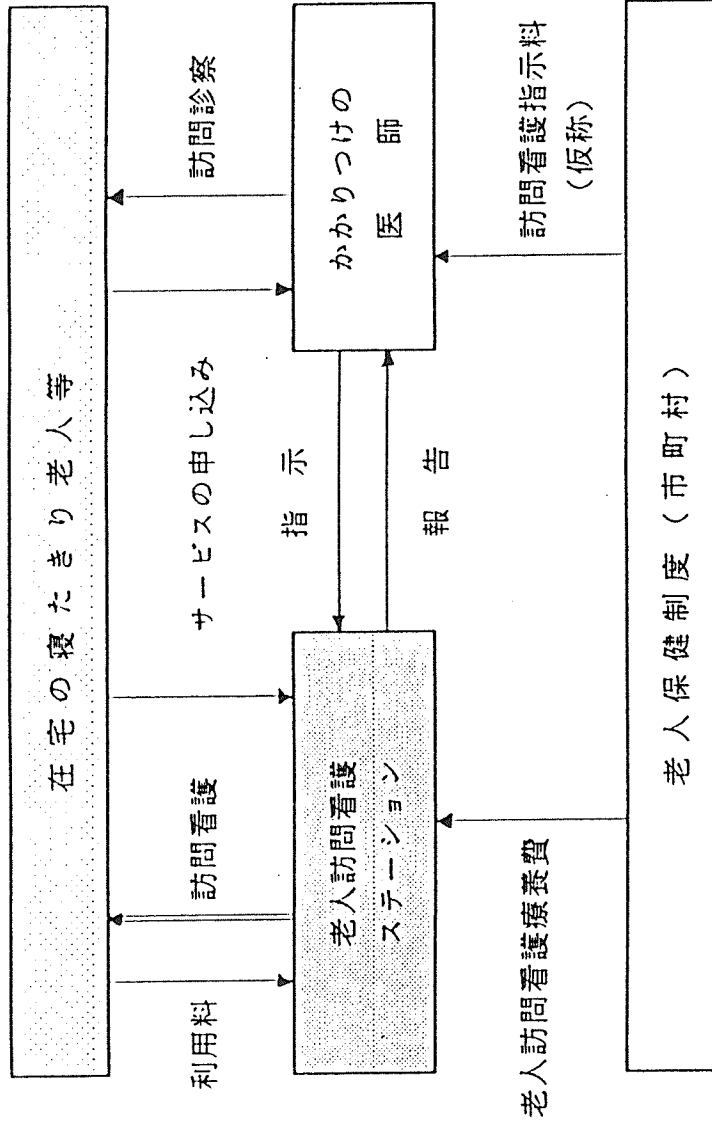 在宅の寝たきり老人等
利用料
訪問看護
サービスの申し込み
訪問診察
老人訪問看護
ステーション
指示
報告
かかりつけの
医師
老人訪問看護療養費
訪問看護指示料
（仮称）
老人保健制度（市町村）